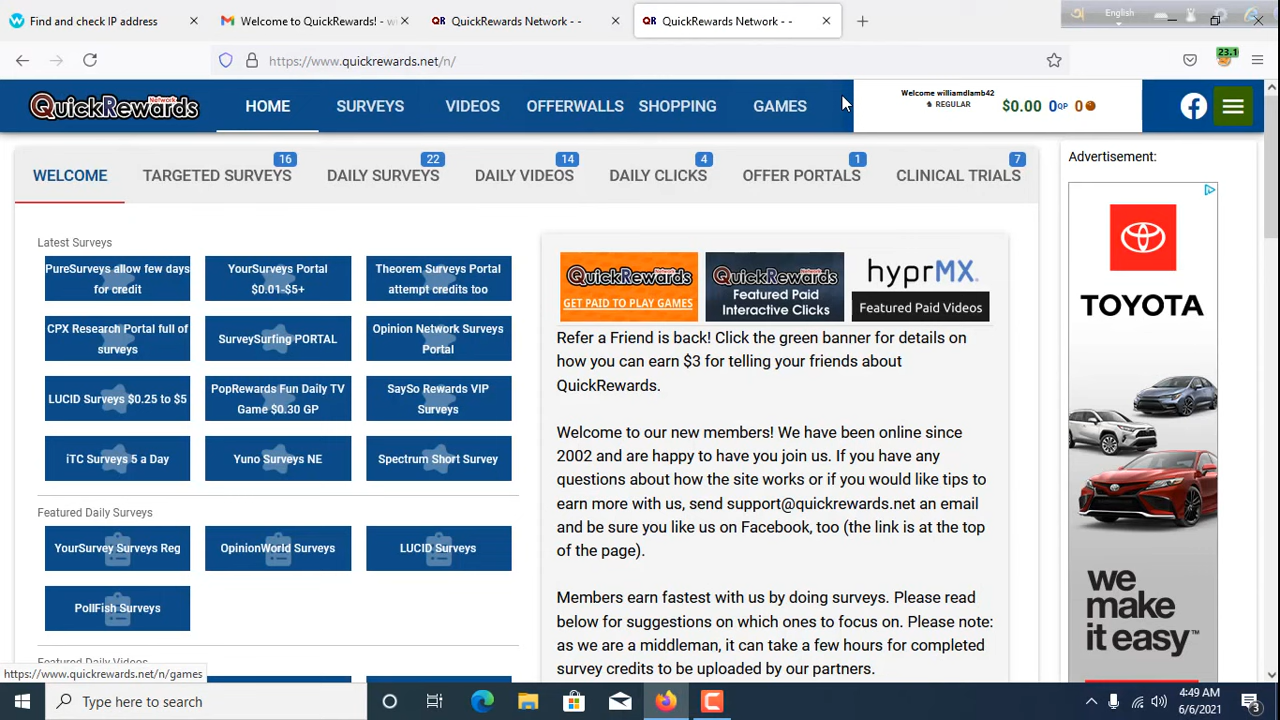 Find and check IP address
Welcome to QuickRewards! -
QuickRewards Network - -
QuickRewards Network - -
English
https://www.quickrewards.net/n/
23.1
QuickRewards Network
HOME
SURVEYS
VIDEOS
OFFERWALLS
SHOPPING
GAMES
Welcome williamdlamb42
REGULAR
$0.00 0QP 0
WELCOME
TARGETED SURVEYS 16
DAILY SURVEYS 22
DAILY VIDEOS 14
DAILY CLICKS 4
OFFER PORTALS 1
CLINICAL TRIALS 7
Advertisement:
Latest Surveys
PureSurveys allow few days
for credit
YourSurveys Portal
$0.01-$5+
Theorem Surveys Portal
attempt credits too
CPX Research Portal full of
surveys
SurveySurfing PORTAL
Opinion Network Surveys
Portal
LUCID Surveys $0.25 to $5
PopRewards Fun Daily TV
Game $0.30 GP
SaySo Rewards VIP
Surveys
iTC Surveys 5 a Day
Yuno Surveys NE
Spectrum Short Survey
Featured Daily Surveys
YourSurvey Surveys Reg
OpinionWorld Surveys
LUCID Surveys
PollFish Surveys
Featured Daily Videos
QuickRewards Network
GET PAID TO PLAY GAMES
QuickRewards Network
Featured Paid
Interactive Clicks
hyprMX
Featured Paid Videos
Refer a Friend is back! Click the green banner for details on
how you can earn $3 for telling your friends about
QuickRewards.
Welcome to our new members! We have been online since
2002 and are happy to have you join us. If you have any
questions about how the site works or if you would like tips to
earn more with us, send support@quickrewards.net an email
and be sure you like us on Facebook, too (the link is at the top
of the page).
Members earn fastest with us by doing surveys. Please read
below for suggestions on which ones to focus on. Please note:
as we are a middleman, it can take a few hours for completed
survey credits to be uploaded by our partners.
TOYOTA
we
make
it easy™
https://www.quickrewards.net/n/games
Type here to search
4:49 AM
6/6/2021
3